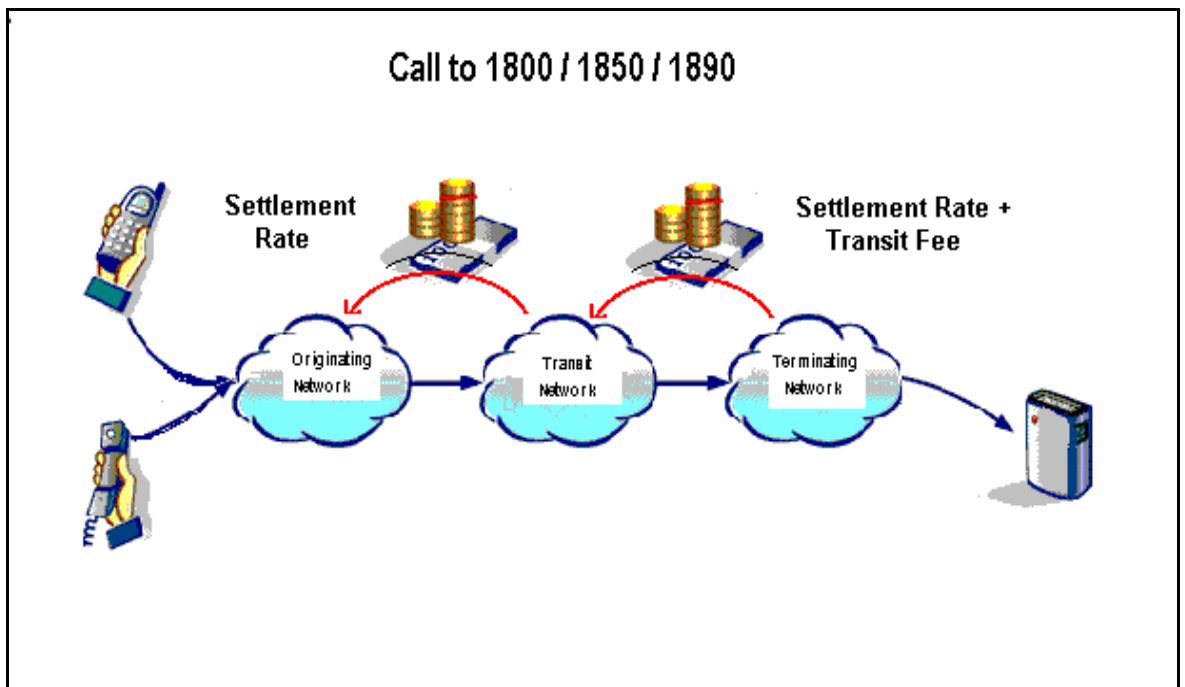 Call to 1800 / 1850 / 1890
Settlement
Rate
Settlement Rate +
Transit Fee
Originating
Network
Transit
Network
Terminating
Network